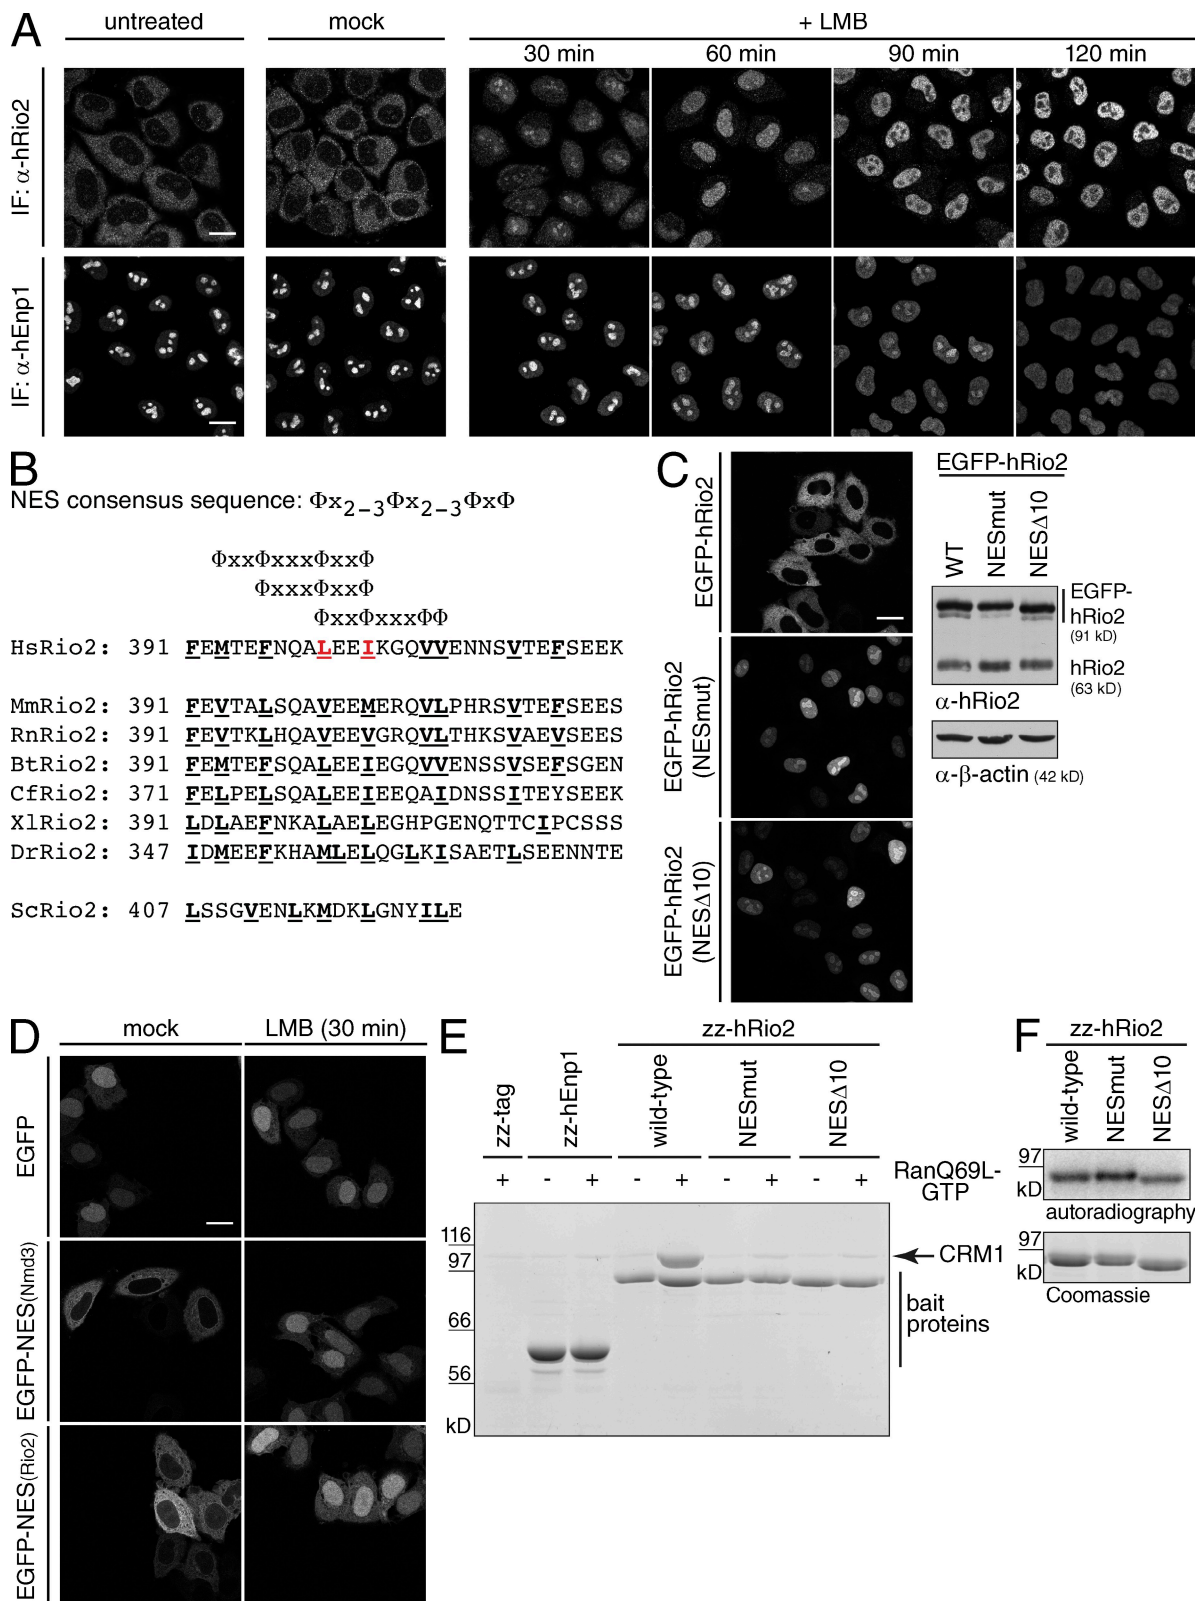 A
untreated
mock
+ LMB
30 min
60 min
90 min
120 min
IF: α-hRio2
IF: α-hEnp1
B
NES consensus sequence: Φx2–3Φx2–3ΦxΦ
ΦxxΦxxxΦxxΦ
ΦxxxΦxxΦ
ΦxxΦxxxΦΦ
HsRio2: 391 FEMTEFNQALEEIKGQVVENNSVTEFSEEK
MmRio2: 391 FEVTALSQAVEEMERQVLPHRSVTEFSEES
RnRio2: 391 FEVTKLHQAVEEVGRQVLTHKSVAEVSEES
BtRio2: 391 FEMTEFSQALEEIEGQVVENSSVSEFSGEN
CfRio2: 371 FELPELSQALEEIEEQAIDNSSITEYSEEK
XlRio2: 391 LDLAEFNKALAELEGHPGENQTTCIPCSSS
DrRio2: 347 IDMEEFKHAMLELQGLKISAETLSEENNTE
ScRio2: 407 LSSGVENLKMDKLGNYILE
C
EGFP-hRio2
EGFP-hRio2
(NESmut)
EGFP-hRio2
(NESΔ10)
EGFP-hRio2
WT
NESmut
NESΔ10
EGFP-
hRio2
(91 kD)
hRio2
(63 kD)
α-hRio2
α-β-actin (42 kD)
D
mock
LMB (30 min)
EGFP
EGFP-NES(Nmd3)
EGFP-NES(Rio2)
E
zz-hRio2
zz-tag
zz-hEnp1
wild-type
NESmut
NESΔ10
+ - + - + - + - +
RanQ69L-
GTP
116
97
66
56
kD
CRM1
bait
proteins
F
zz-hRio2
wild-type
NESmut
NESΔ10
97
kD
autoradiography
97
kD
Coomassie